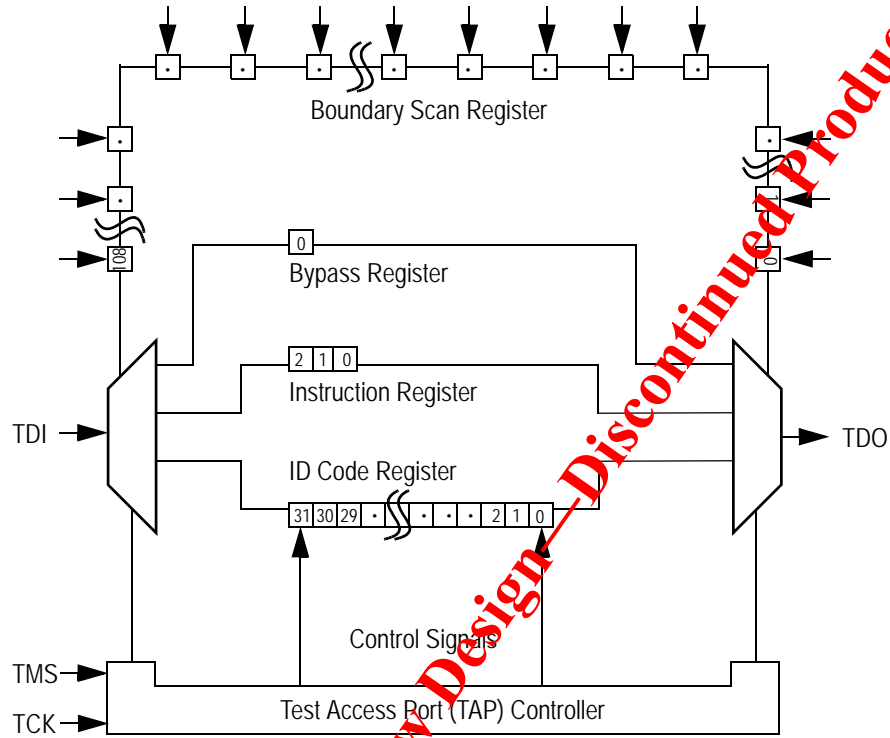 · · · · · · · ·
Boundary Scan Register
· ·
· 1
108 0
0
Bypass Register
2 1 0
Instruction Register
TDI TDO
ID Code Register
31 30 29 · · · · 2 1 0
Control Signals
TMS
Test Access Port (TAP) Controller
TCK
Design—Discontinued